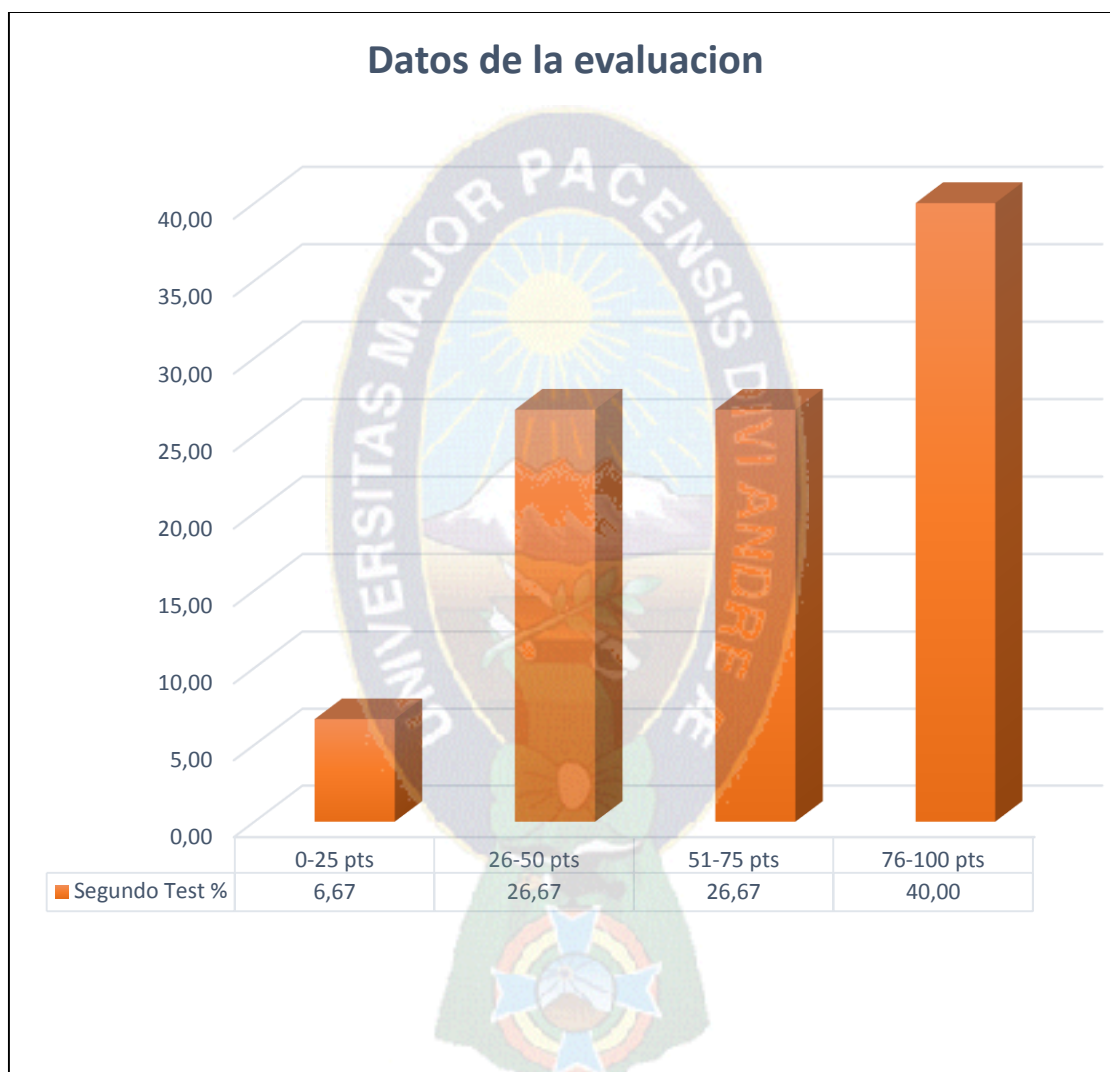 Datos de la evaluacion
UNIVERSITAS MAJOR PACENSIS DIVI ANDRE Æ
40,00
35,00
30,00
25,00
20,00
15,00
10,00
5,00
0,00
0-25 pts 26-50 pts 51-75 pts 76-100 pts
Segundo Test % 6,67 26,67 26,67 40,00